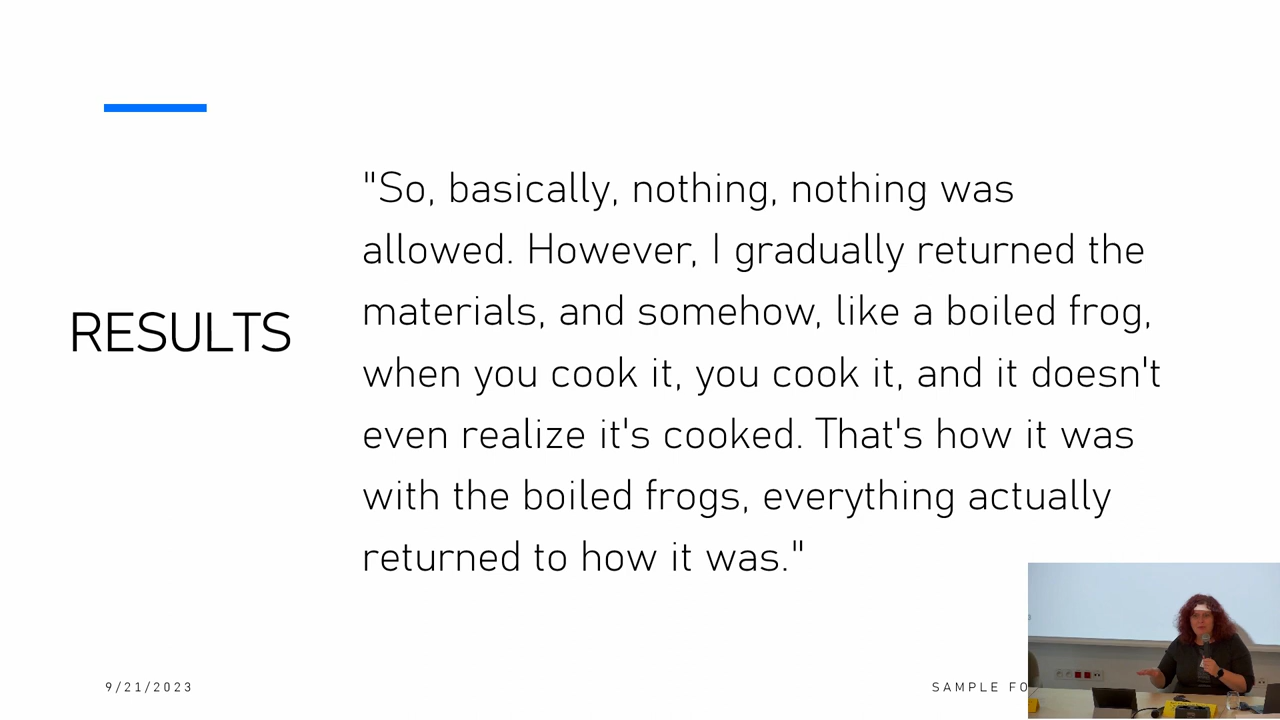 RESULTS
"So, basically, nothing, nothing was
allowed. However, I gradually returned the
materials, and somehow, like a boiled frog,
when you cook it, you cook it, and it doesn't
even realize it's cooked. That's how it was
with the boiled frogs, everything actually
returned to how it was."
9/21/2023
SAMPLE